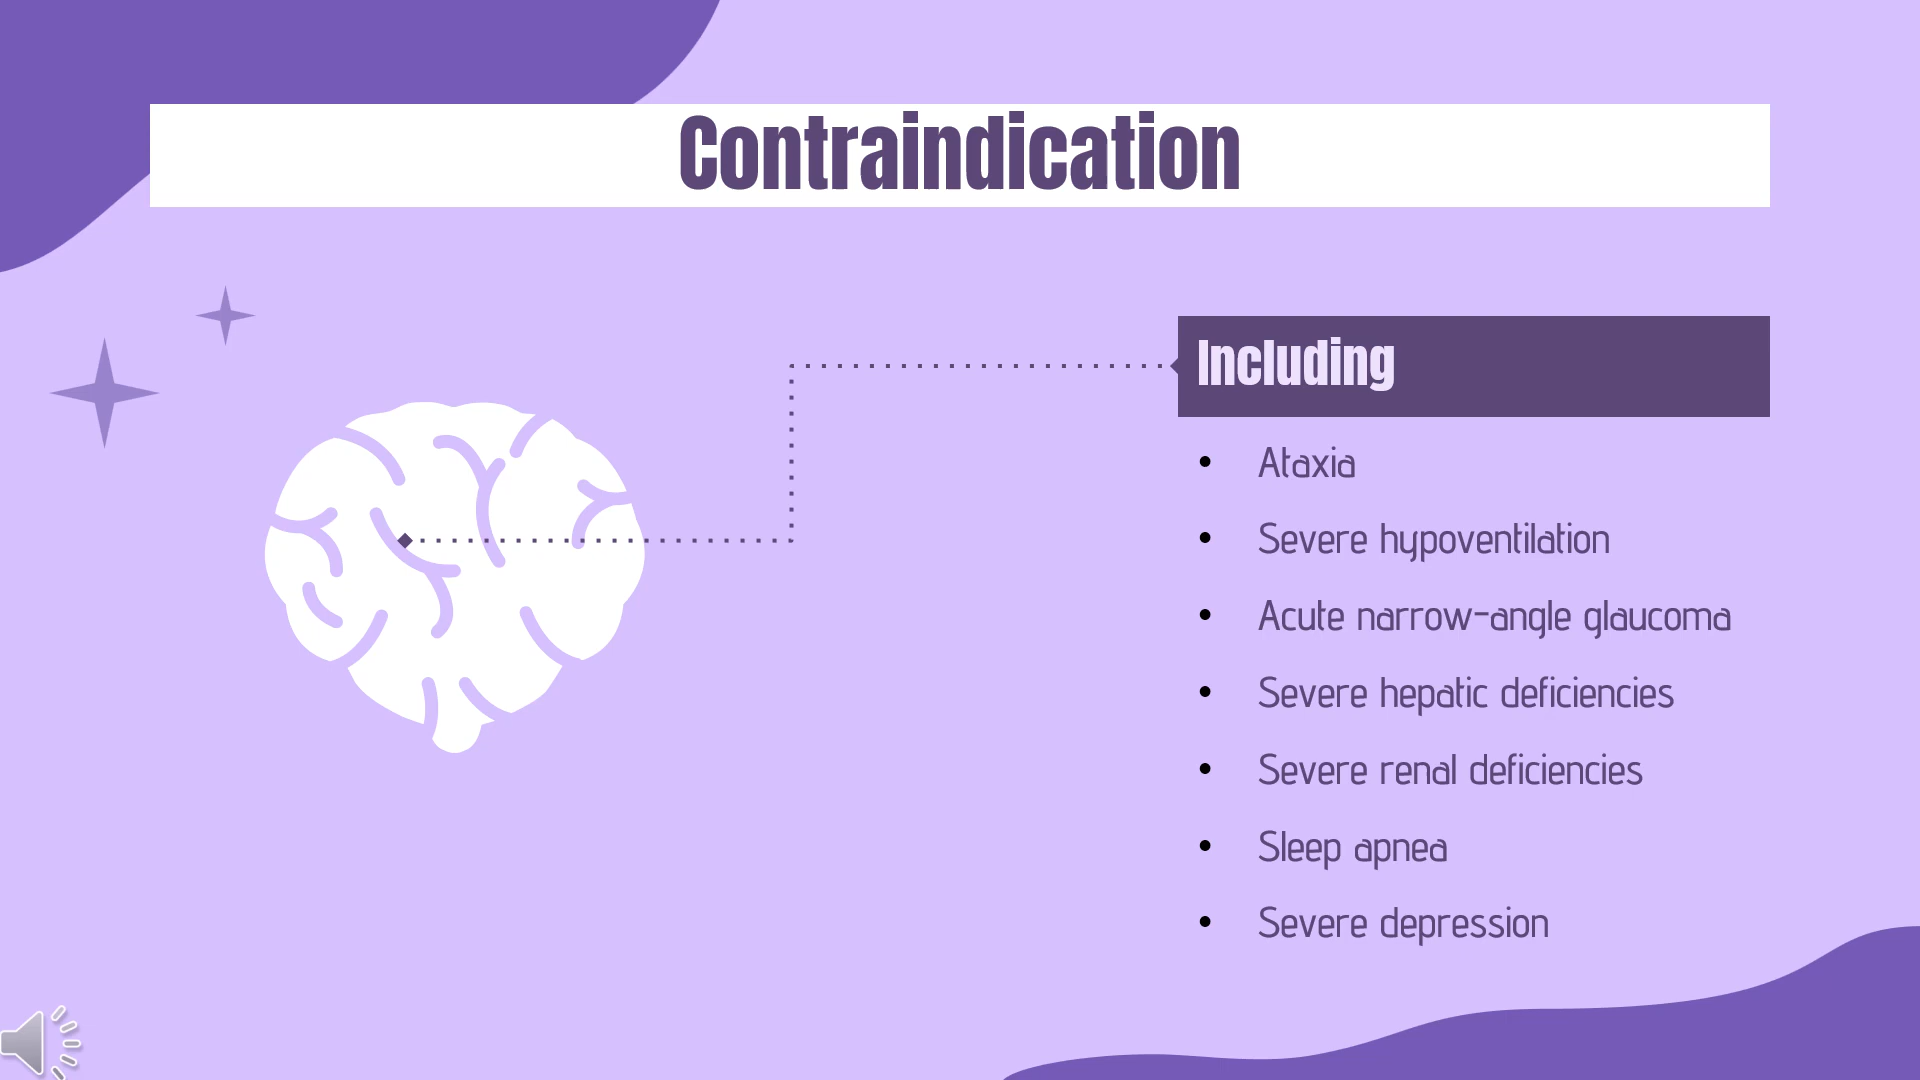 Contraindication
Including
• Ataxia
• Severe hypoventilation
• Acute narrow-angle glaucoma
• Severe hepatic deficiencies
• Severe renal deficiencies
• Sleep apnea
• Severe depression